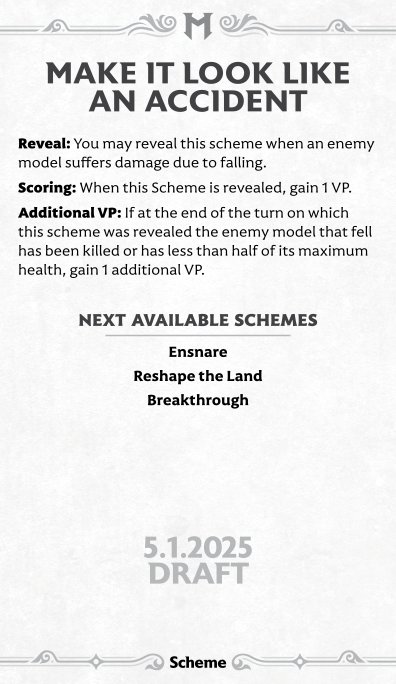 M
MAKE IT LOOK LIKE
AN ACCIDENT
Reveal: You may reveal this scheme when an enemy
model suffers damage due to falling.
Scoring: When this Scheme is revealed, gain 1 VP.
Additional VP: If at the end of the turn on which
this scheme was revealed the enemy model that fell
has been killed or has less than half of its maximum
health, gain 1 additional VP.
NEXT AVAILABLE SCHEMES
Ensnare
Reshape the Land
Breakthrough
5.1.2025
DRAFT
Scheme